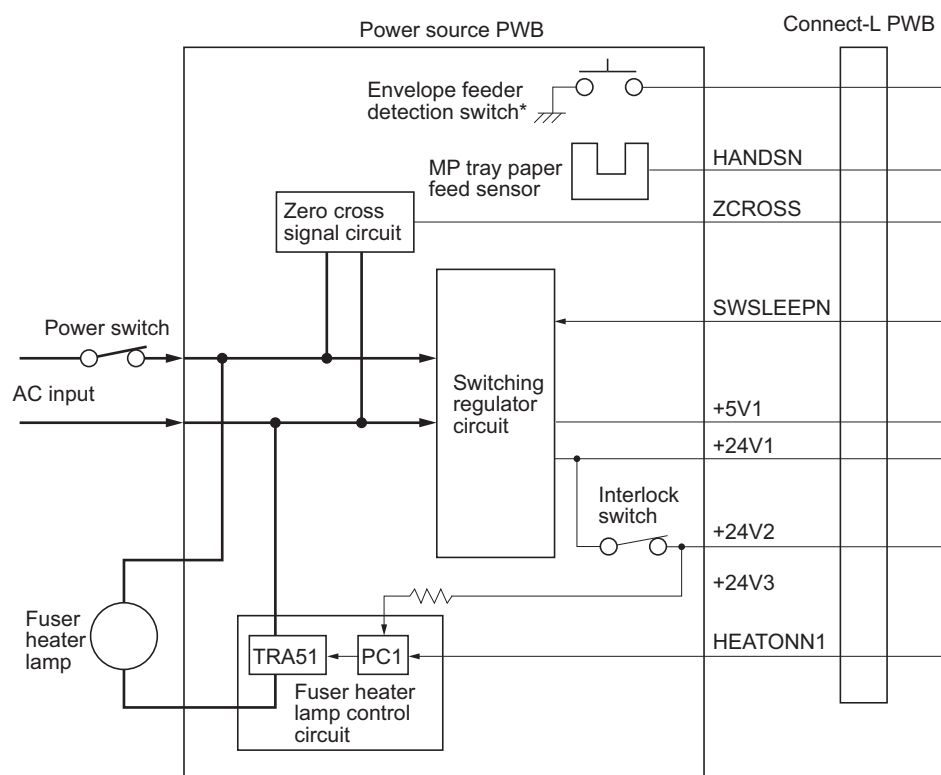 Power source PWB
Connect-L PWB
Envelope feeder
detection switch*
MP tray paper
feed sensor
HANDSN
Zero cross
signal circuit
ZCROSS
SWSLEEPN
Power switch
AC input
Switching
regulator
circuit
+5V1
+24V1
Interlock
switch
+24V2
+24V3
Fuser
heater
lamp
TRA51
PC1
HEATONN1
Fuser heater
lamp control
circuit